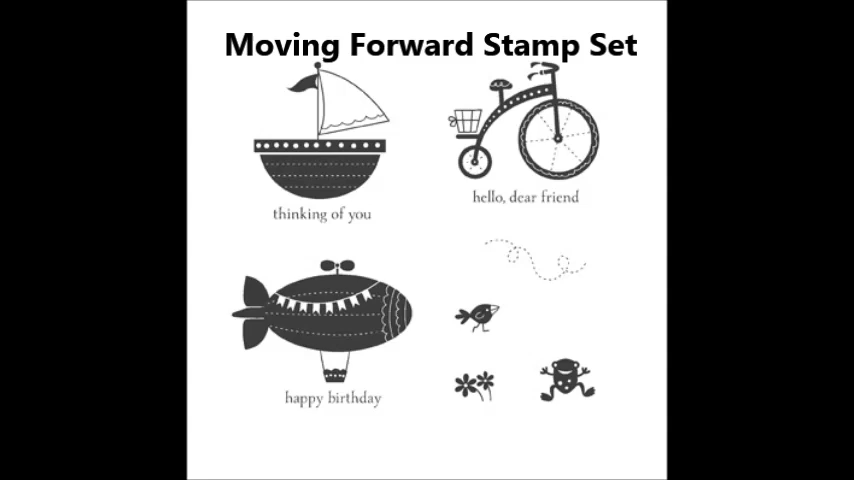 Moving Forward Stamp Set
thinking of you
hello, dear friend
happy birthday